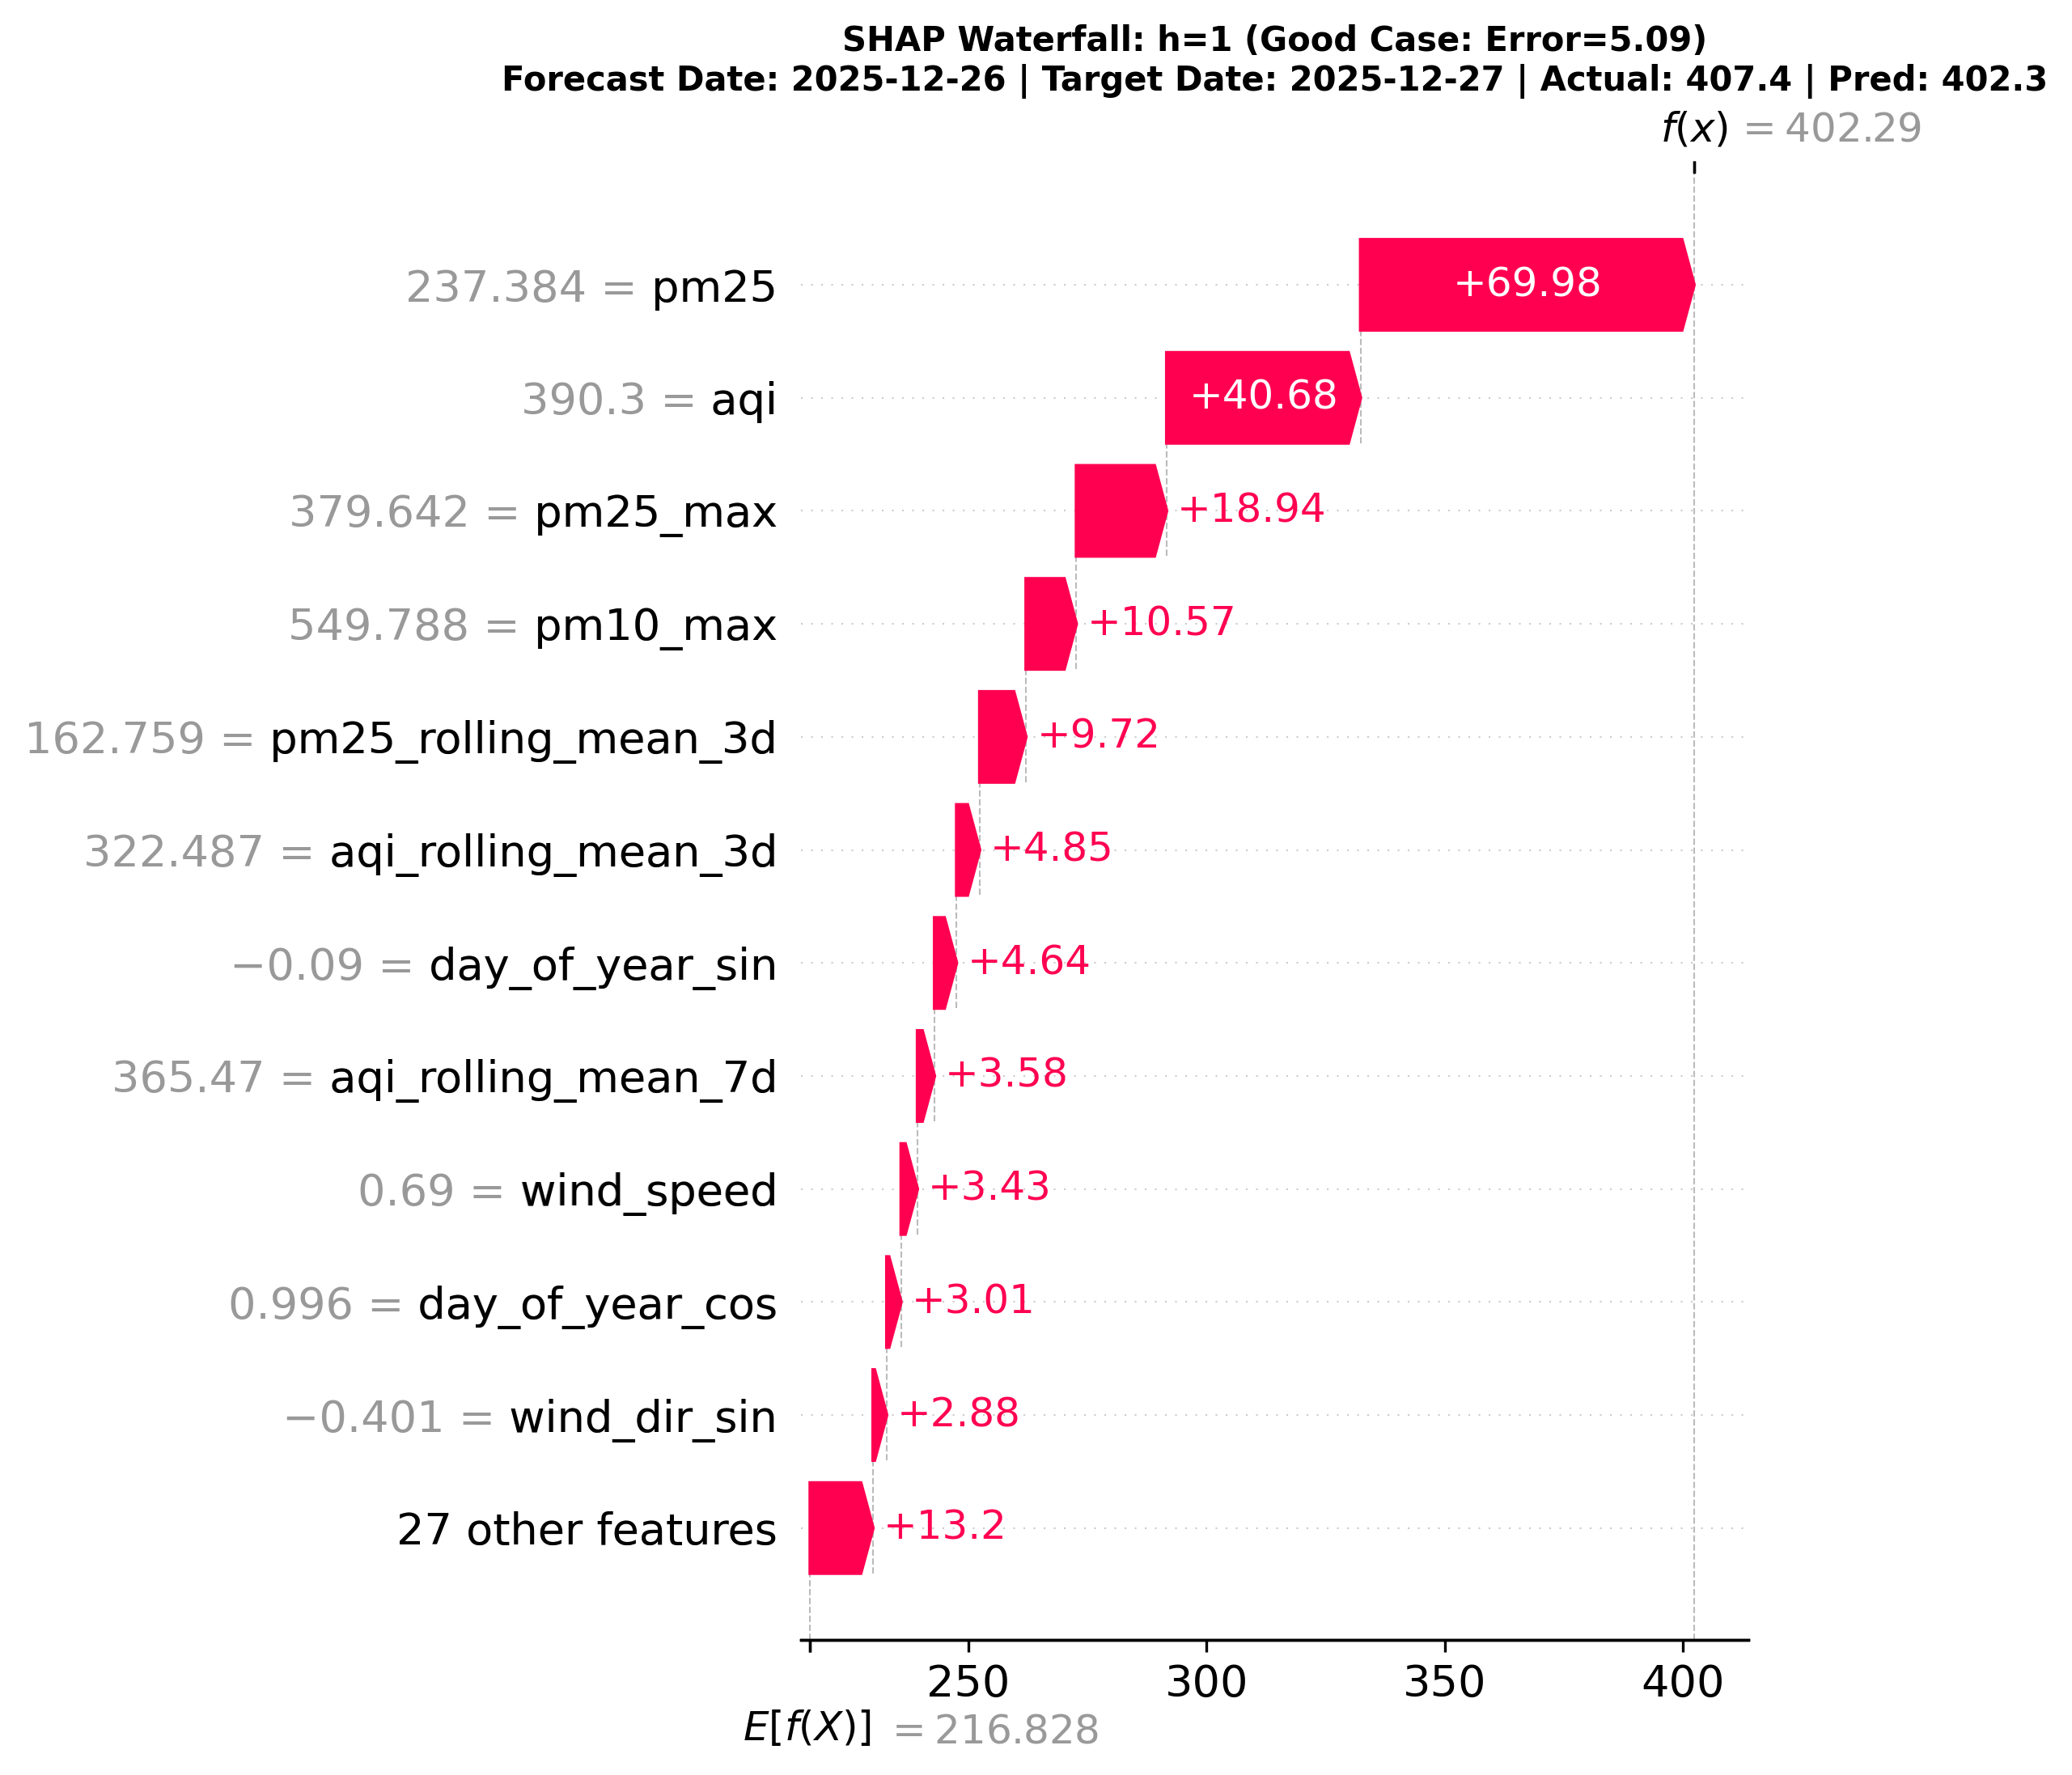 SHAP Waterfall: h=1 (Good Case: Error=5.09)
Forecast Date: 2025-12-26 | Target Date: 2025-12-27 | Actual: 407.4 | Pred: 402.3
f(x) = 402.29
237.384 = pm25 +69.98
390.3 = aqi +40.68
379.642 = pm25_max +18.94
549.788 = pm10_max +10.57
162.759 = pm25_rolling_mean_3d +9.72
322.487 = aqi_rolling_mean_3d +4.85
−0.09 = day_of_year_sin +4.64
365.47 = aqi_rolling_mean_7d +3.58
0.69 = wind_speed +3.43
0.996 = day_of_year_cos +3.01
−0.401 = wind_dir_sin +2.88
27 other features +13.2
250 300 350 400
E[f(X)] = 216.828